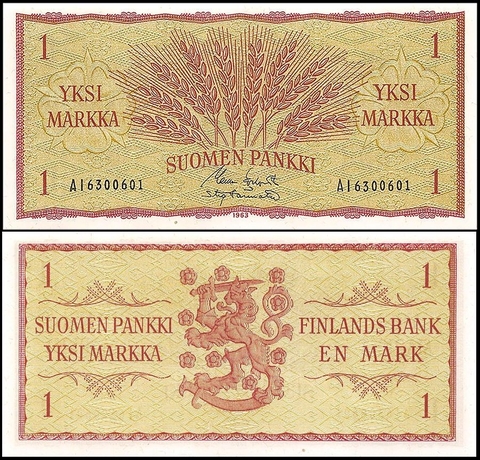 1 1
YKSI YKSI
MARKKA MARKKA
SUOMEN PANKKI
1 1
A16300601 A16300601
1963
1 1
SUOMEN PANKKI FINLANDS BANK
YKSI MARKKA EN MARK
1 1